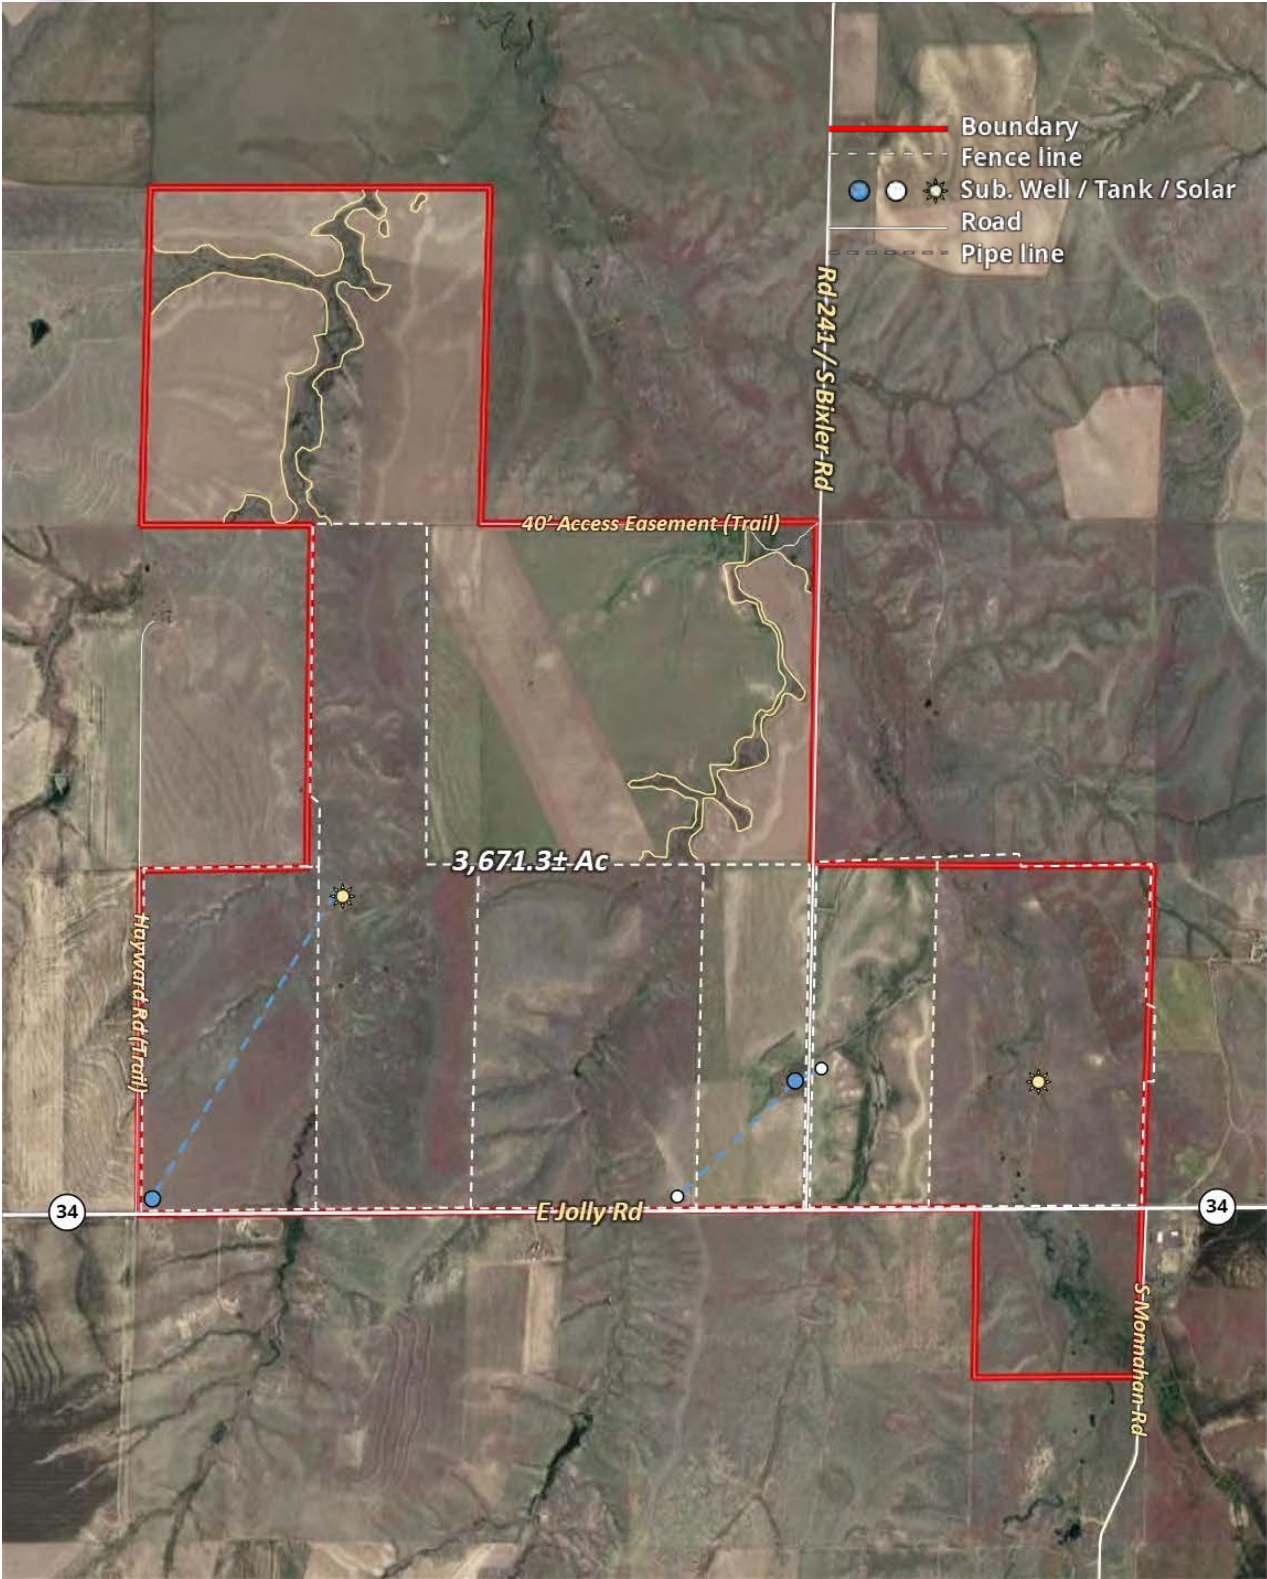 Boundary
Fence line
Sub. Well / Tank / Solar
Road
Pipe line
Rd 241 / S Bixler Rd
40' Access Easement (Trail)
3,671.3± Ac
Hayward Rd (Trail)
34
E Jolly Rd
34
S Monnahan Rd